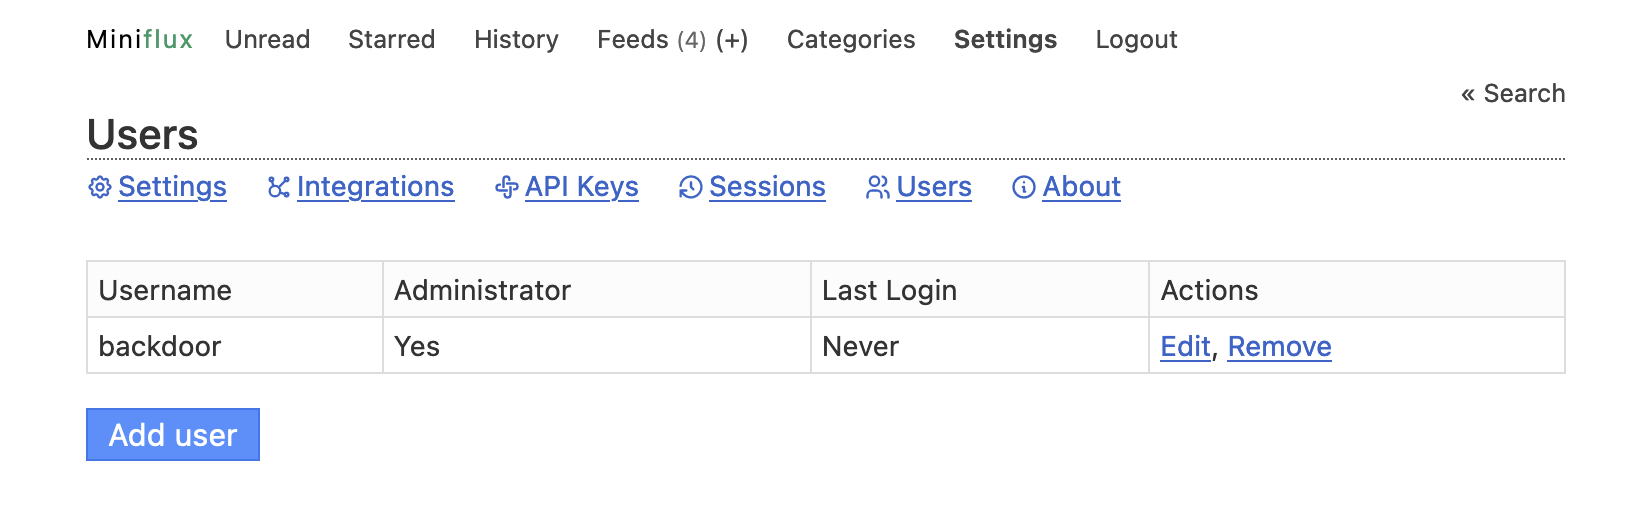 Miniflux Unread Starred History Feeds (4) (+) Categories Settings Logout
« Search
Users
Settings Integrations API Keys Sessions Users About
Username Administrator Last Login Actions
backdoor Yes Never Edit, Remove
Add user